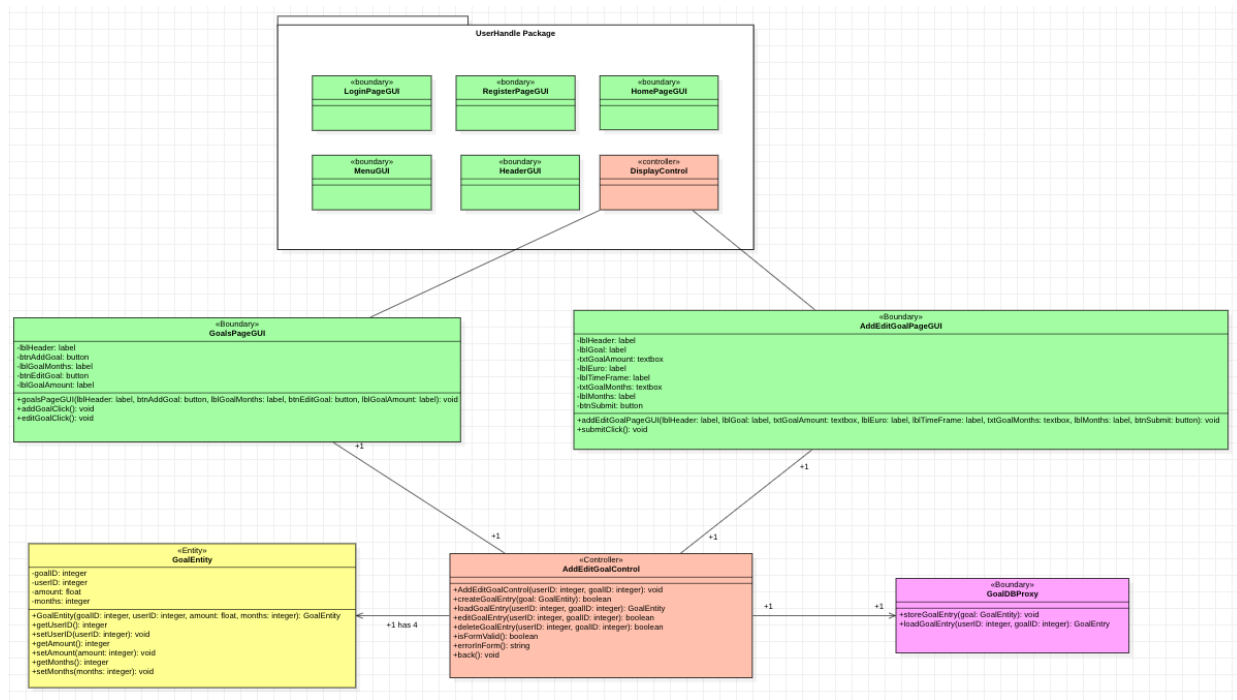 UserHandle Package
«boundary»
LoginPageGUI
«bondary»
RegisterPageGUI
«boundary»
HomePageGUI
«boundary»
MenuGUI
«boundary»
HeaderGUI
«controller»
DisplayControl
«Boundary»
GoalsPageGUI
-lblHeader: label
-btnAddGoal: button
-lblGoalMonths: label
-btnEditGoal: button
-lblGoalAmount: label
+goalsPageGUI(lblHeader: label, btnAddGoal: button, lblGoalMonths: label, btnEditGoal: button, lblGoalAmount: label): void
+addGoalClick(): void
+editGoalClick(): void
«Boundary»
AddEditGoalPageGUI
-lblHeader: label
-lblGoal: label
-txtGoalAmount: textbox
-lblEuro: label
-lblTimeFrame: label
-txtGoalMonths: textbox
-lblMonths: label
-btnSubmit: button
+addEditGoalPageGUI(lblHeader: label, lblGoal: label, txtGoalAmount: textbox, lblEuro: label, lblTimeFrame: label, txtGoalMonths: textbox, lblMonths: label, btnSubmit: button): void
+submitClick(): void
+1
+1
+1
+1
«Entity»
GoalEntity
-goalID: integer
-userID: integer
-amount: float
-months: integer
+GoalEntity(goalID: integer, userID: integer, amount: float, months: integer): GoalEntity
+getUserID(): integer
+setUserID(userID: integer): void
+getAmount(): integer
+setAmount(amount: integer): void
+getMonths(): integer
+setMonths(months: integer): void
+1 has 4
«Controller»
AddEditGoalControl
+AddEditGoalControl(userID: integer, goalID: integer): void
+createGoalEntry(goal: GoalEntity): boolean
+loadGoalEntry(userID: integer, goalID: integer): GoalEntity
+editGoalEntry(userID: integer, goalID: integer): boolean
+deleteGoalEntry(userID: integer, goalID: integer): boolean
+isFormValid(): boolean
+errorInForm(): string
+back(): void
+1
+1
«Boundary»
GoalDBProxy
+storeGoalEntry(goal: GoalEntity): void
+loadGoalEntry(userID: integer, goalID: integer): GoalEntry